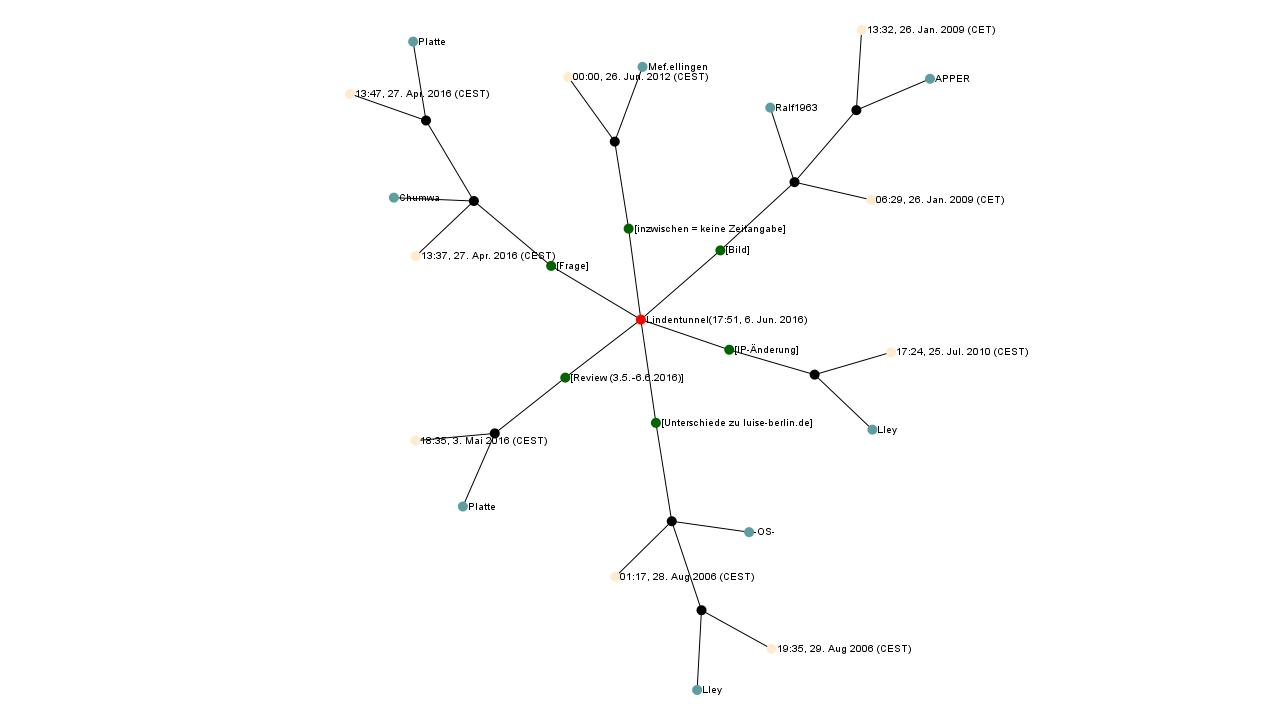 13:32, 26. Jan. 2009 (CET)
Platte
Mef.ellingen
00:00, 26. Jun. 2012 (CEST)
APPER
13:47, 27. Apr. 2016 (CEST)
Ralf1963
Chumwa
06:29, 26. Jan. 2009 (CET)
[inzwischen = keine Zeitangabe]
[Bild]
13:37, 27. Apr. 2016 (CEST)
[Frage]
Lindentunnel(17:51, 6. Jun. 2016)
[IP-Änderung]
17:24, 25. Jul. 2010 (CEST)
[Review (3.5.-6.6.2016)]
[Unterschiede zu luise-berlin.de]
Lley
18:35, 3. Mai 2016 (CEST)
Platte
-OS-
01:17, 28. Aug 2006 (CEST)
19:35, 29. Aug 2006 (CEST)
Lley